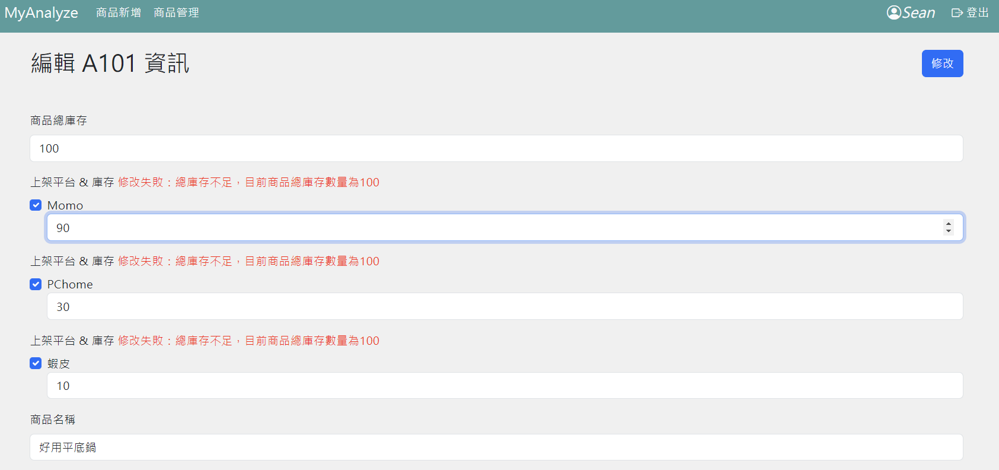 MyAnalyze 商品新增 商品管理 Sean 登出
編輯 A101 資訊 修改
商品總庫存
100
上架平台 & 庫存 修改失敗：總庫存不足，目前商品總庫存數量為100
Momo
90
上架平台 & 庫存 修改失敗：總庫存不足，目前商品總庫存數量為100
PChome
30
上架平台 & 庫存 修改失敗：總庫存不足，目前商品總庫存數量為100
蝦皮
10
商品名稱
好用平底鍋